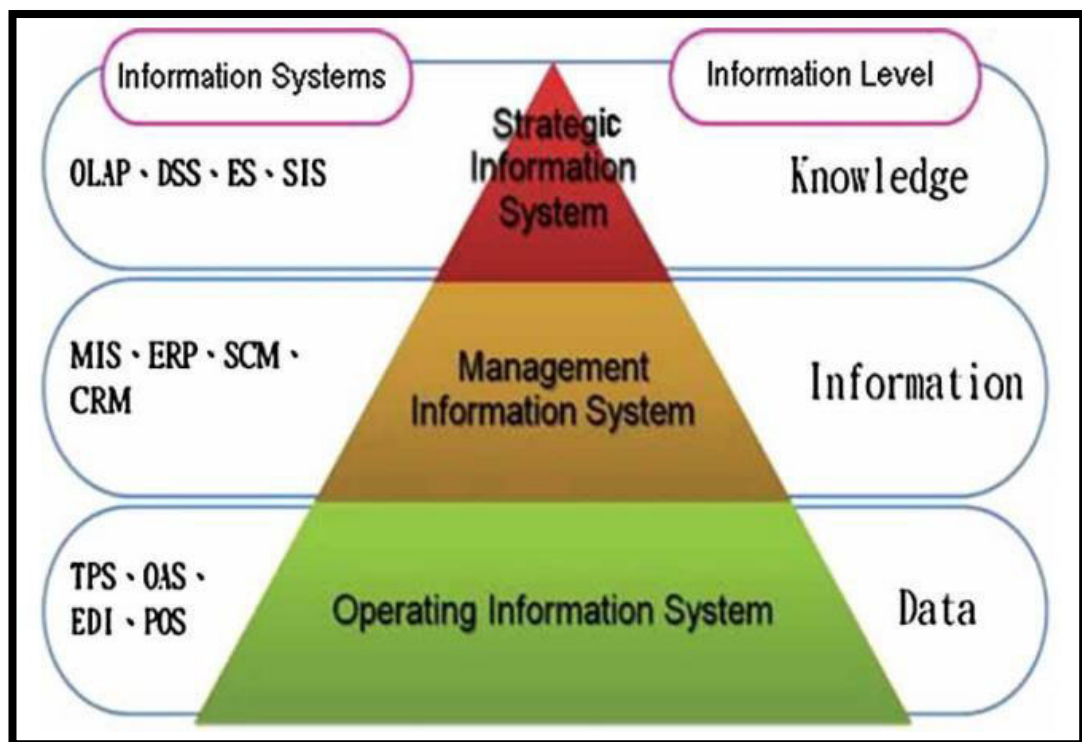 Information Systems
Information Level
OLAP、DSS、ES、SIS
Strategic
Information
System
Knowledge
MIS、ERP、SCM、
CRM
Management
Information System
Information
TPS、OAS、
EDI、POS
Operating Information System
Data